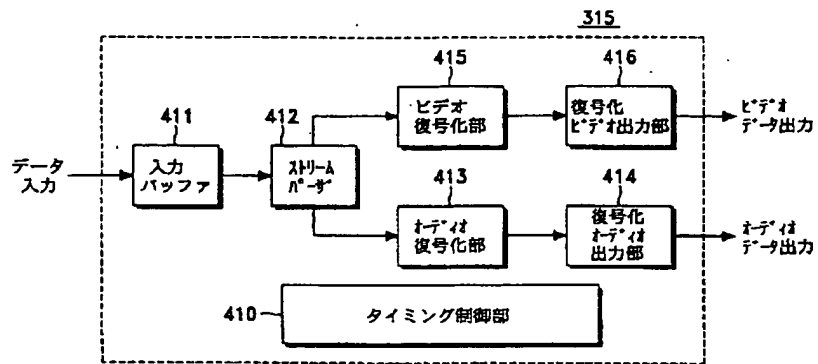 315
415
416
ビデオ
復号化部
復号化
ﾋﾞﾃﾞｵ出力部
ﾋﾞﾃﾞｵ
データ出力
411
412
データ
入力
入力
バッファ
ｽﾄﾘｰﾑ
ﾊﾟｰｻﾞ
413
414
ｵｰﾃﾞｨｵ
復号化部
復号化
ｵｰﾃﾞｨｵ
出力部
ｵｰﾃﾞｨｵ
ﾃﾞｰﾀ出力
410
タイミング制御部